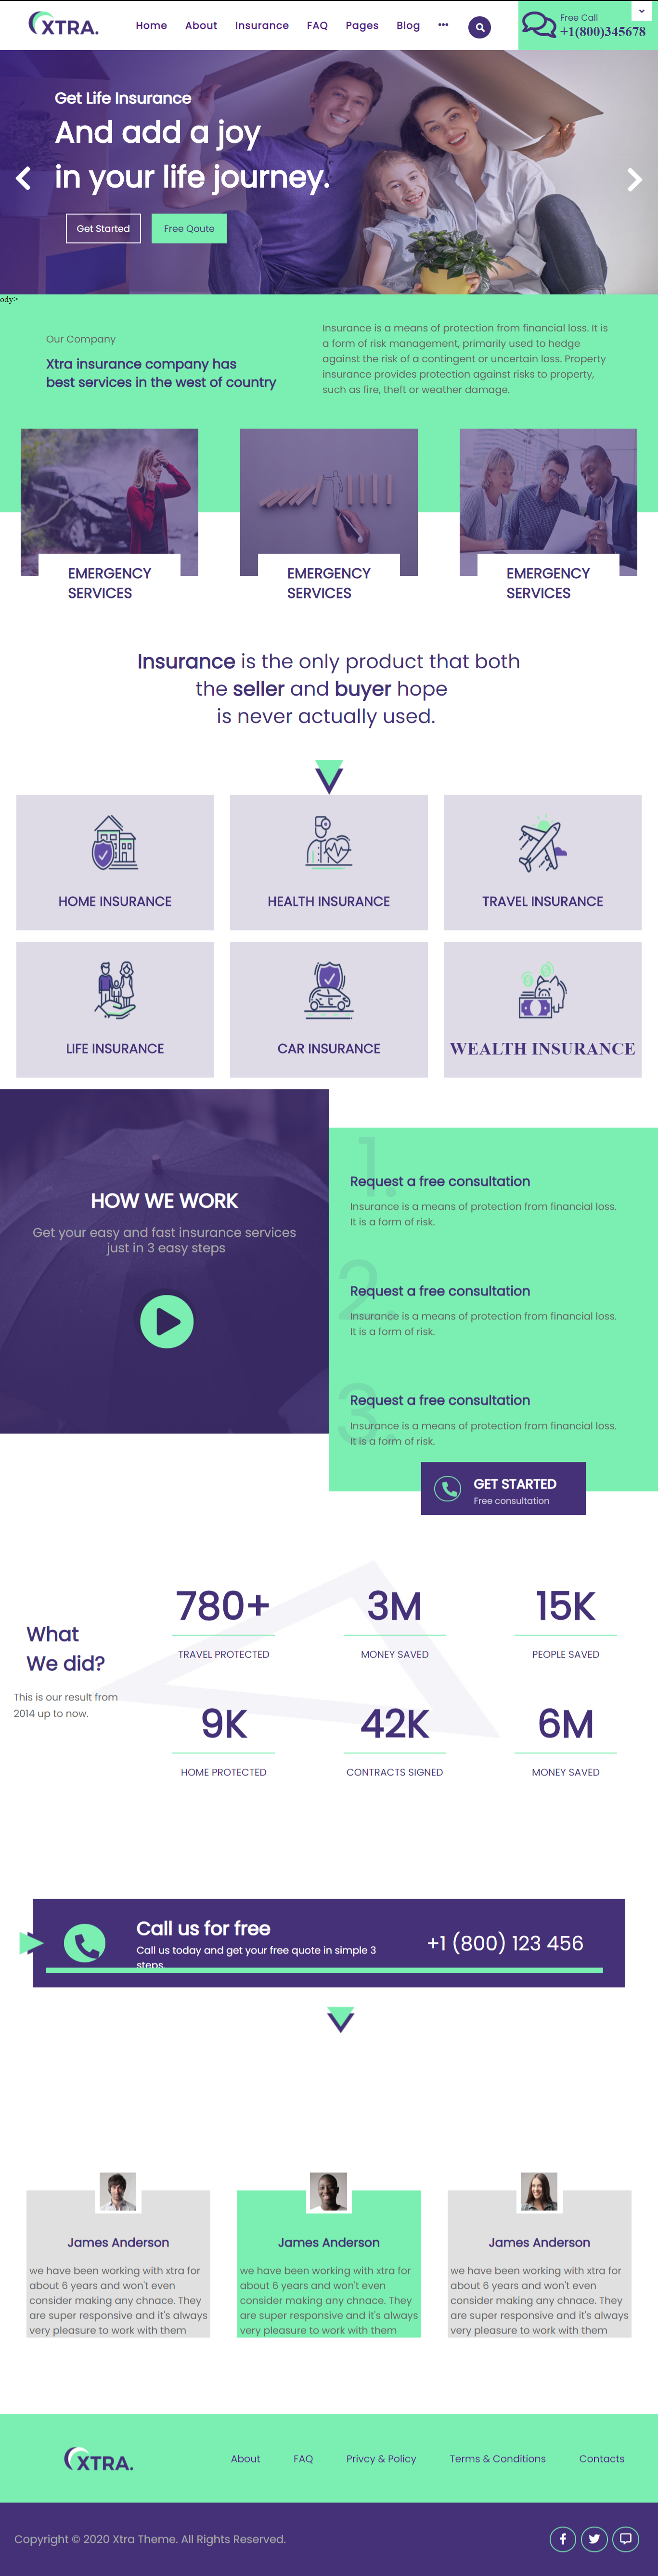 XTRA.
Home About Insurance FAQ Pages Blog •••
Free Call
+1(800)345678
Get Life Insurance
And add a joy
in your life journey.
Get Started Free Qoute
ody>
Our Company
Xtra insurance company has
best services in the west of country
Insurance is a means of protection from financial loss. It is
a form of risk management, primarily used to hedge
against the risk of a contingent or uncertain loss. Property
insurance provides protection against risks to property,
such as fire, theft or weather damage.
EMERGENCY
SERVICES
EMERGENCY
SERVICES
EMERGENCY
SERVICES
Insurance is the only product that both
the seller and buyer hope
is never actually used.
HOME INSURANCE
HEALTH INSURANCE
TRAVEL INSURANCE
LIFE INSURANCE
CAR INSURANCE
WEALTH INSURANCE
HOW WE WORK
Get your easy and fast insurance services
just in 3 easy steps
1.
Request a free consultation
Insurance is a means of protection from financial loss.
It is a form of risk.
2.
Request a free consultation
Insurance is a means of protection from financial loss.
It is a form of risk.
3.
Request a free consultation
Insurance is a means of protection from financial loss.
It is a form of risk.
GET STARTED
Free consultation
What
We did?
This is our result from
2014 up to now.
780+
TRAVEL PROTECTED
3M
MONEY SAVED
15K
PEOPLE SAVED
9K
HOME PROTECTED
42K
CONTRACTS SIGNED
6M
MONEY SAVED
Call us for free
Call us today and get your free quote in simple 3
steps
+1 (800) 123 456
James Anderson
we have been working with xtra for
about 6 years and won't even
consider making any chnace. They
are super responsive and it's always
very pleasure to work with them
James Anderson
we have been working with xtra for
about 6 years and won't even
consider making any chnace. They
are super responsive and it's always
very pleasure to work with them
James Anderson
we have been working with xtra for
about 6 years and won't even
consider making any chnace. They
are super responsive and it's always
very pleasure to work with them
XTRA.
About FAQ Privcy & Policy Terms & Conditions Contacts
Copyright © 2020 Xtra Theme. All Rights Reserved.